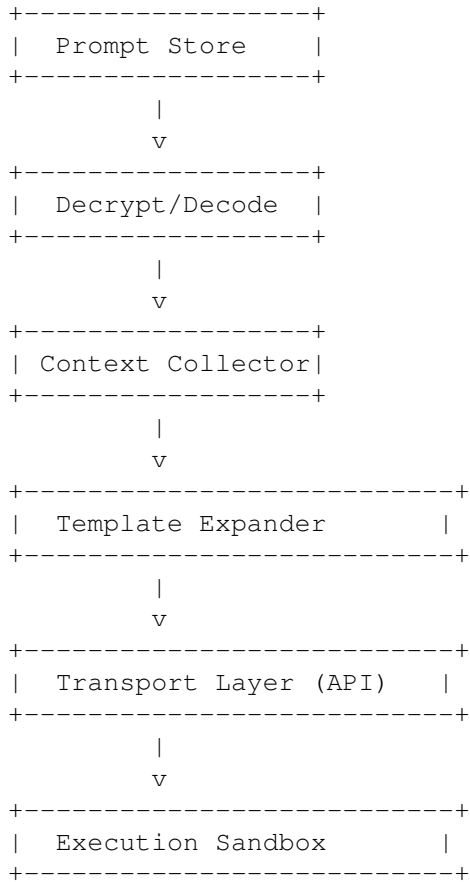 +------------------+
|  Prompt Store    |
+------------------+
         |
         v
+------------------+
|  Decrypt/Decode  |
+------------------+
         |
         v
+------------------+
| Context Collector|
+------------------+
         |
         v
+---------------------------+
|  Template Expander        |
+---------------------------+
         |
         v
+---------------------------+
|  Transport Layer (API)    |
+---------------------------+
         |
         v
+---------------------------+
|  Execution Sandbox        |
+---------------------------+